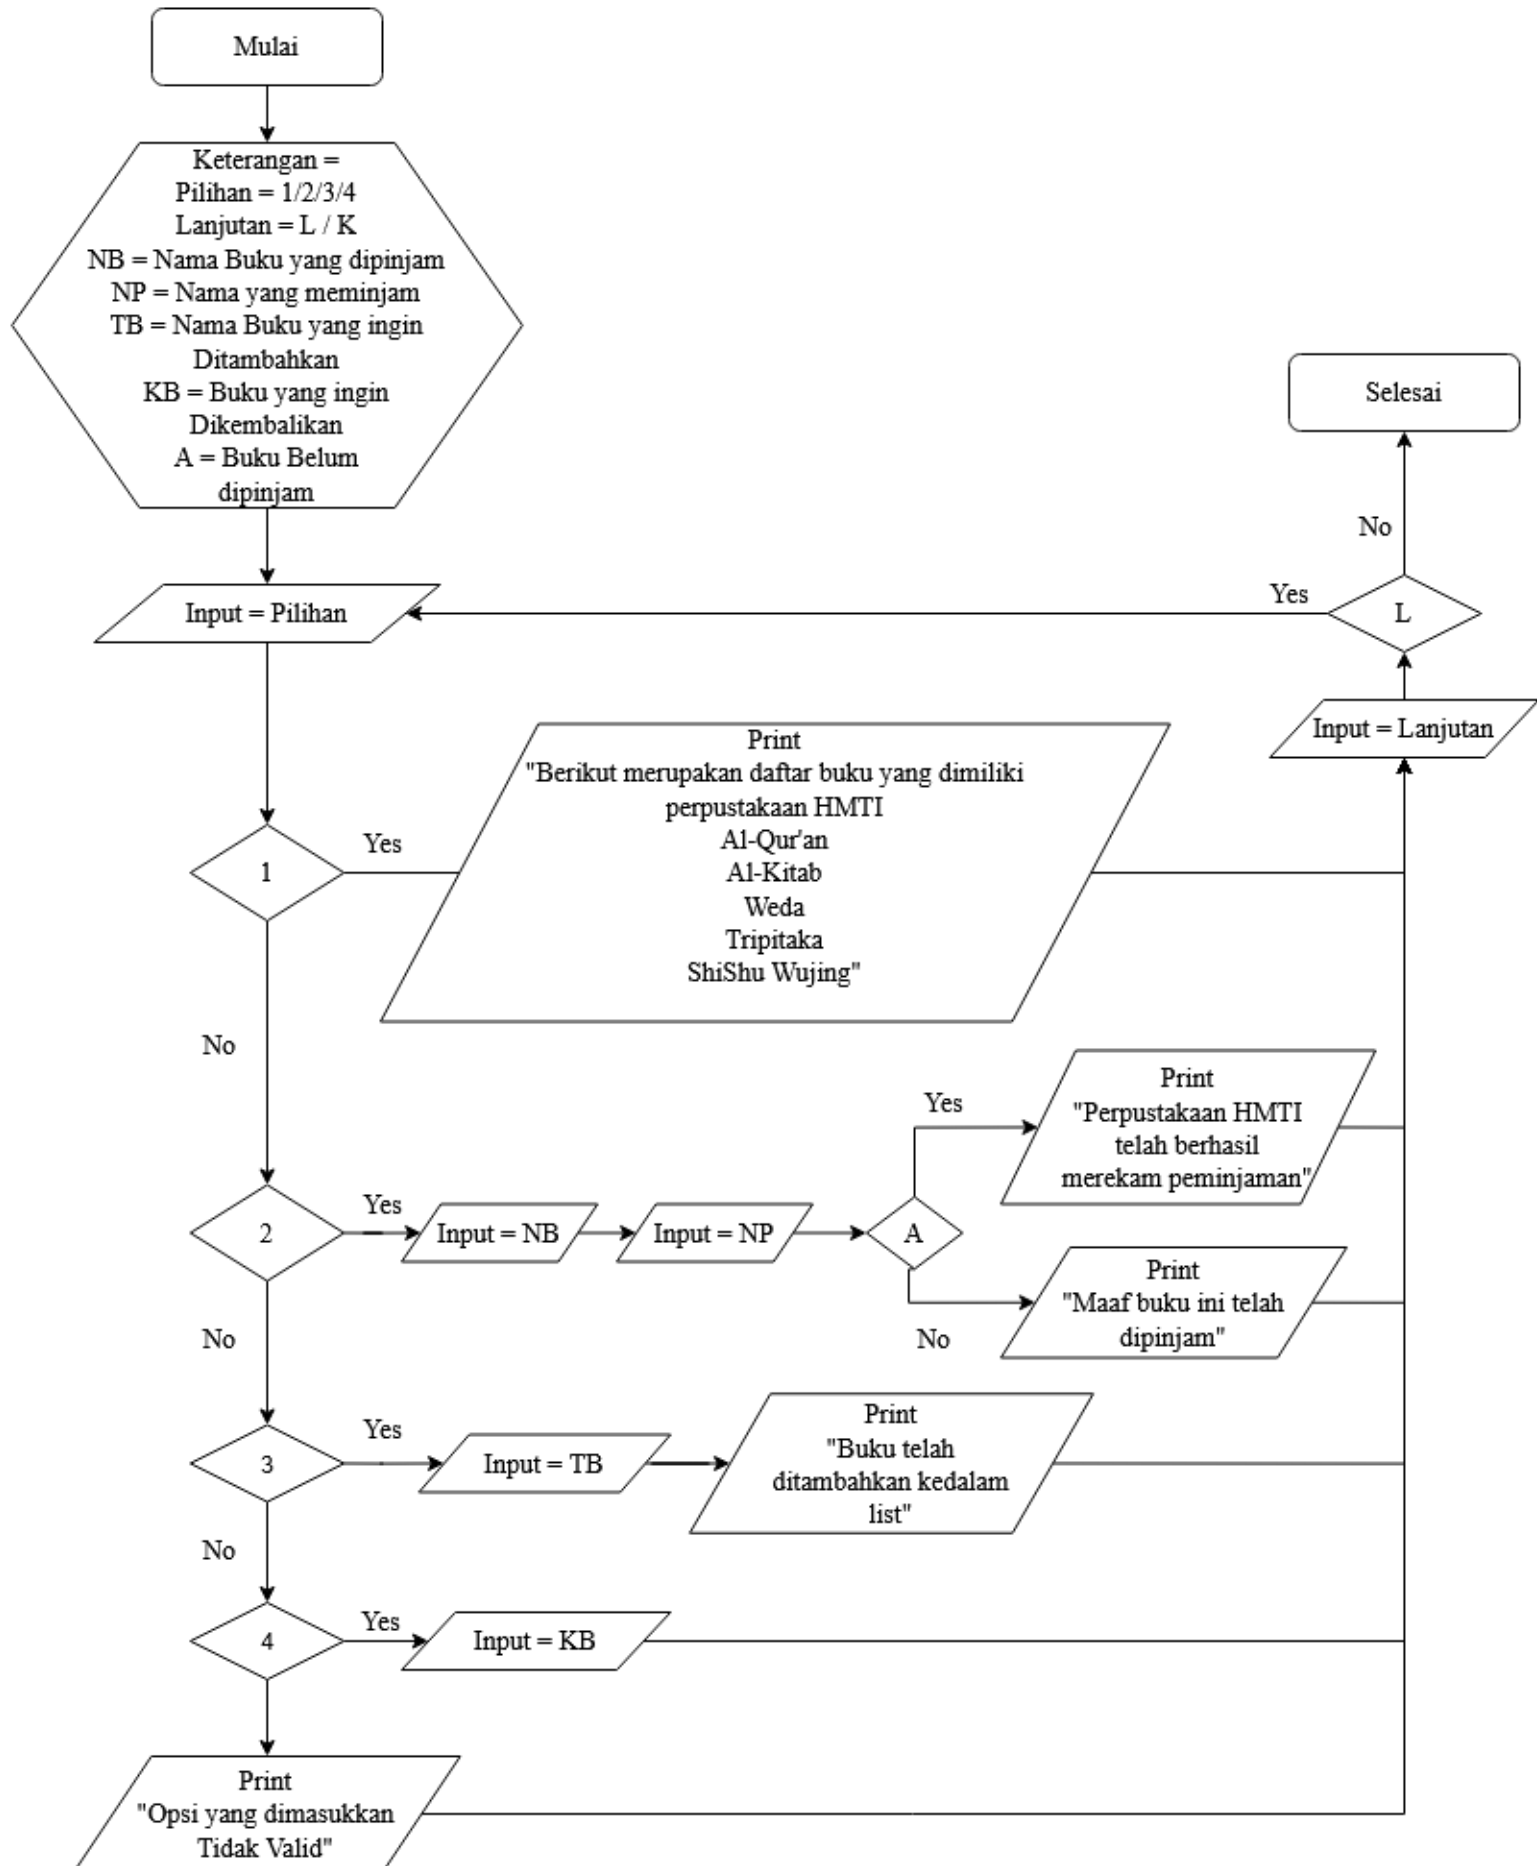 Mulai
Keterangan =
Pilihan = 1/2/3/4
Lanjutan = L / K
NB = Nama Buku yang dipinjam
NP = Nama yang meminjam
TB = Nama Buku yang ingin
Ditambahkan
KB = Buku yang ingin
Dikembalikan
A = Buku Belum
dipinjam
Selesai
No
Input = Pilihan
Yes
L
Input = Lanjutan
1
Yes
Print
"Berikut merupakan daftar buku yang dimiliki
perpustakaan HMTI
Al-Qur'an
Al-Kitab
Weda
Tripitaka
ShiShu Wujing"
No
2
Yes
Input = NB
Input = NP
A
Yes
Print
"Perpustakaan HMTI
telah berhasil
merekam peminjaman"
No
Print
"Maaf buku ini telah
dipinjam"
No
3
Yes
Input = TB
Print
"Buku telah
ditambahkan kedalam
list"
No
4
Yes
Input = KB
Print
"Opsi yang dimasukkan
Tidak Valid"